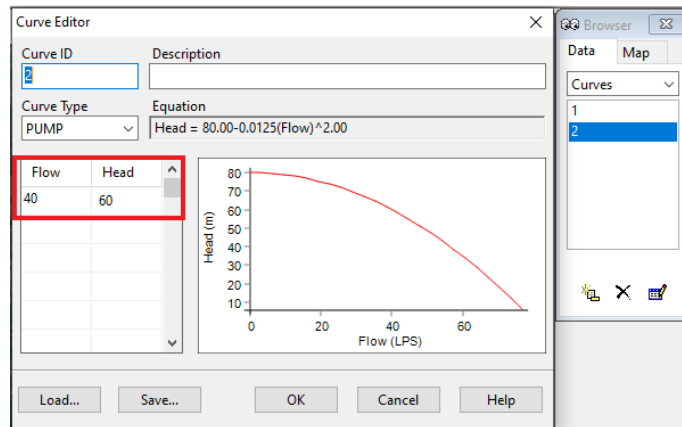 Curve Editor
Curve ID
Description
2
Curve Type
Equation
PUMP
Head = 80.00-0.0125(Flow)^2.00
Flow Head
40 60
80
70
60
50
40
30
20
10
Head (m)
0 20 40 60
Flow (LPS)
Load... Save... OK Cancel Help
Browser
Data Map
Curves
1
2